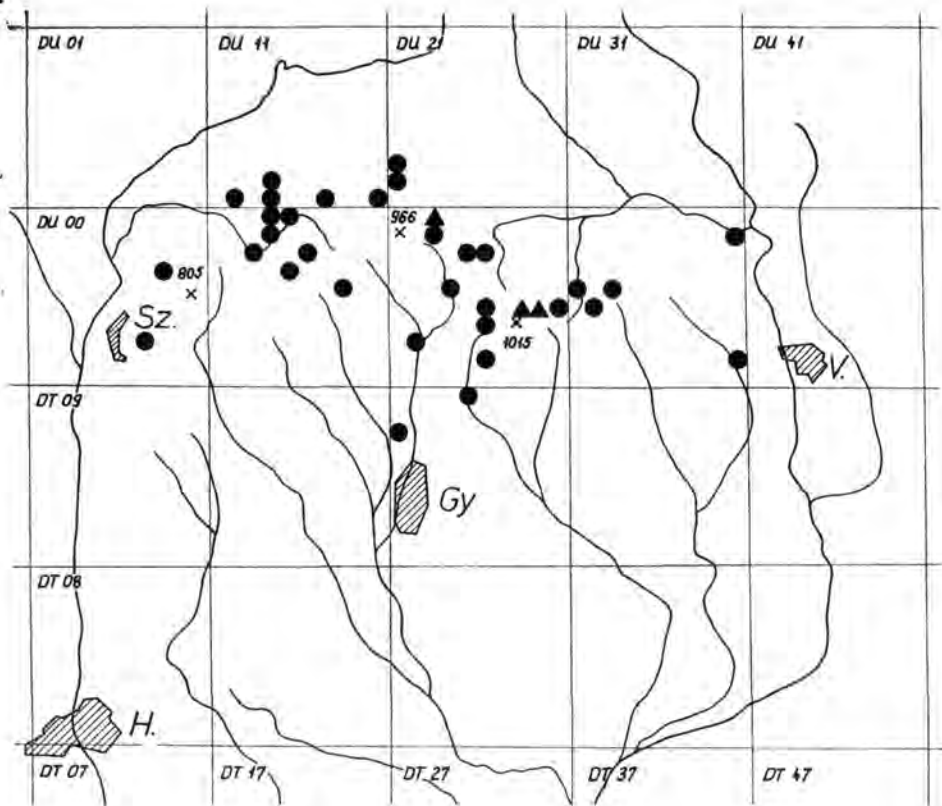 DU 01 DU 11 DU 21 DU 31 DU 41
DU 00 966
805
Sz.
1015 V.
DT 09
Gy
DT 08
H.
DT 07 DT 17 DT 27 DT 37 DT 47